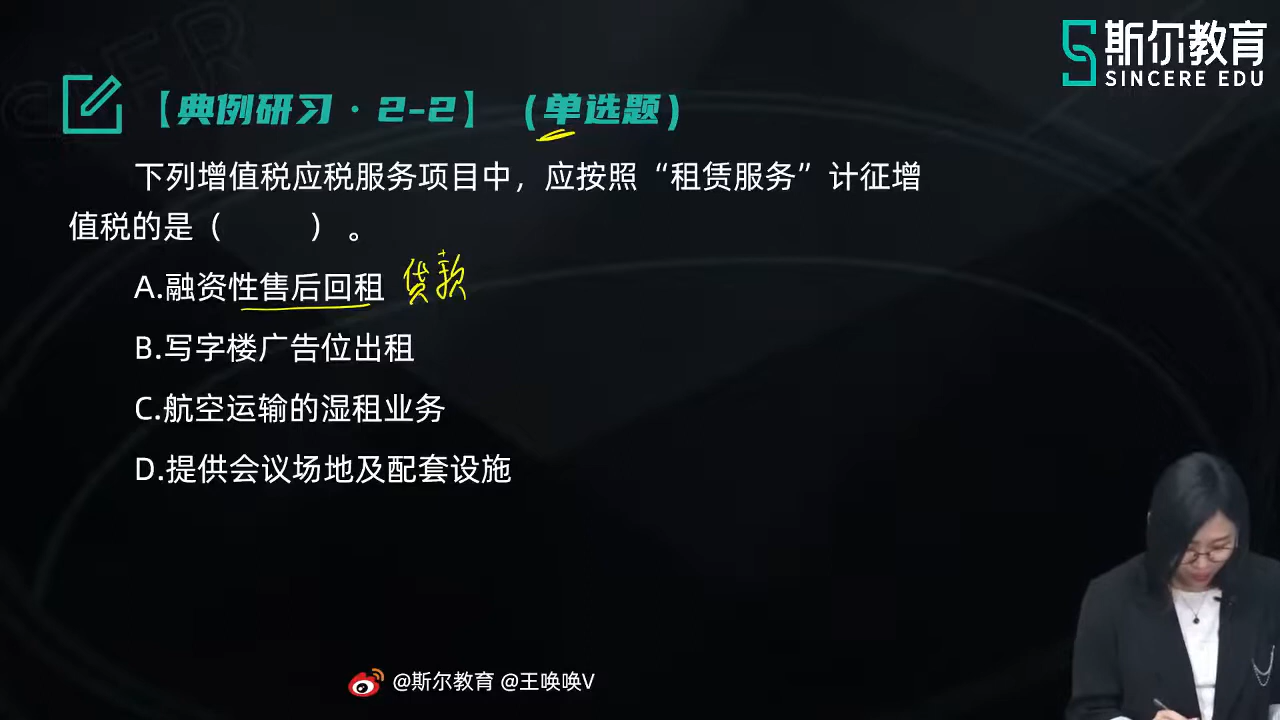 斯尔教育
SINCERE EDU
【典例研习·2-2】（单选题）
下列增值税应税服务项目中，应按照“租赁服务”计征增
值税的是（ ）。
A.融资性售后回租 贷款
B.写字楼广告位出租
C.航空运输的湿租业务
D.提供会议场地及配套设施
@斯尔教育 @王唤唤V